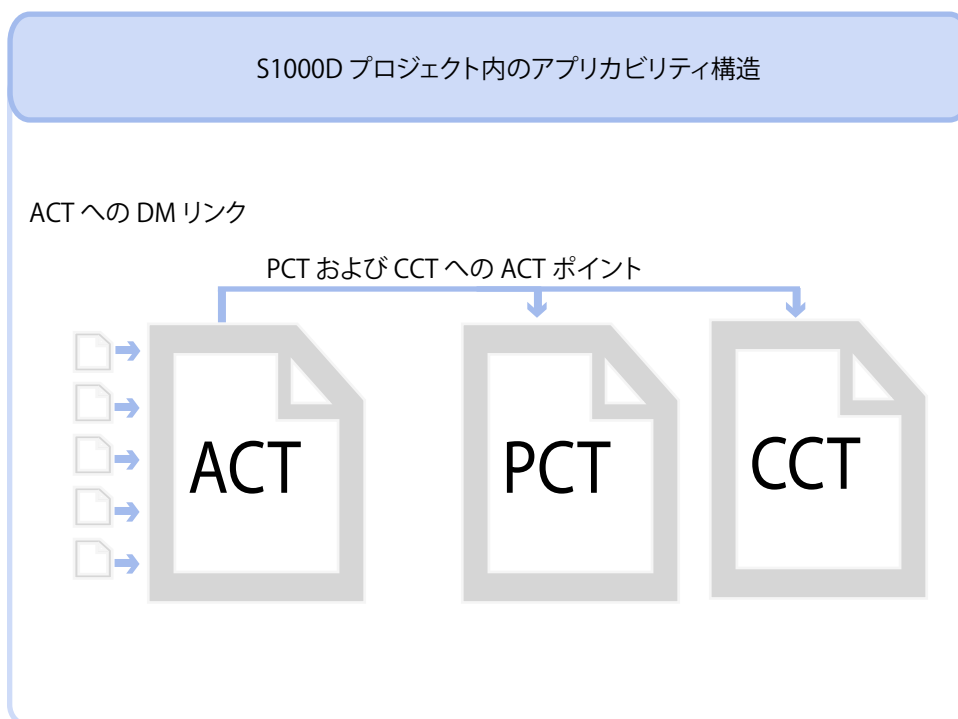 S1000D プロジェクト内のアプリカビリティ構造
ACT への DM リンク
PCT および CCT への ACT ポイント
ACT
PCT
CCT